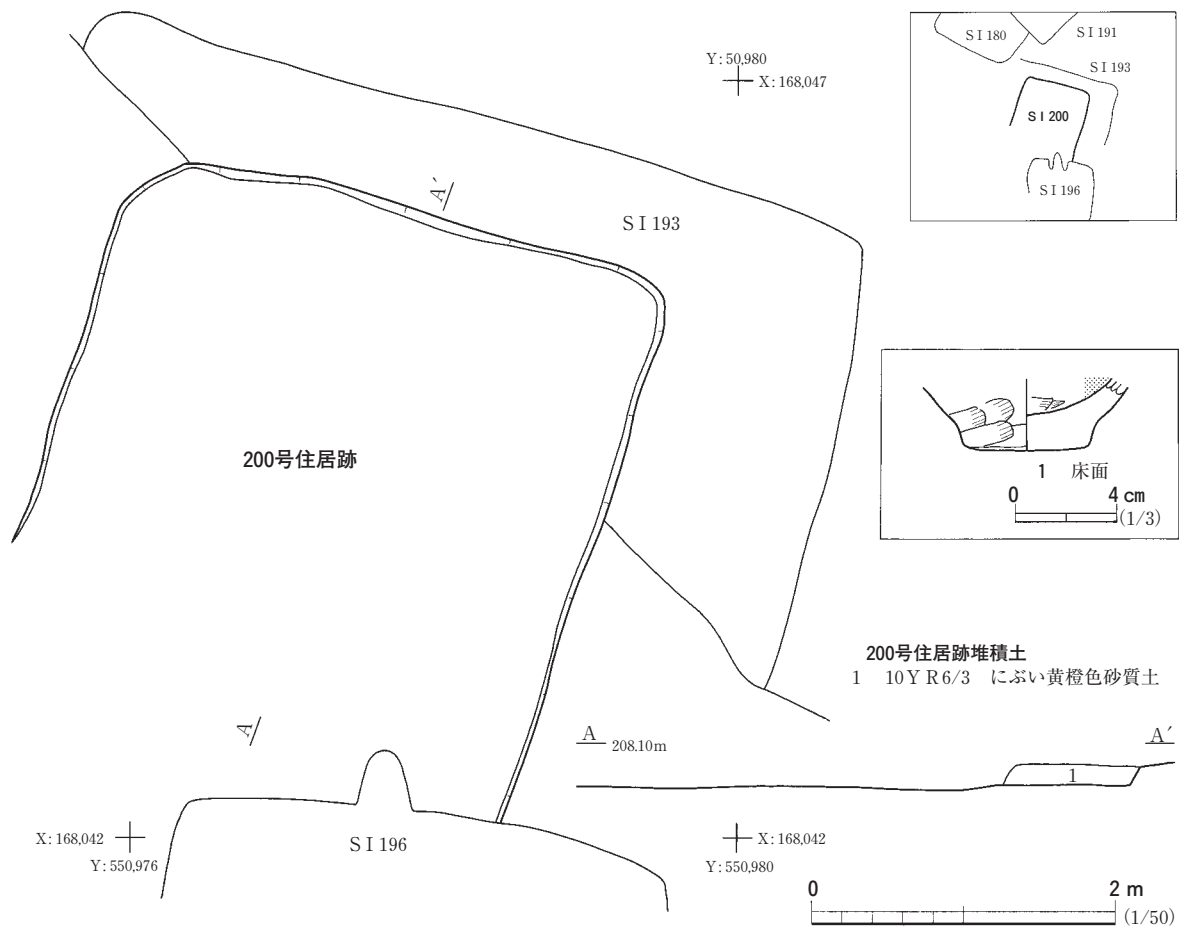 Y: 50,980
X: 168,047
S I 180
S I 191
S I 193
S I 200
S I 196
A´
S I 193
200号住居跡
1 床面
0 4 cm
(1/3)
200号住居跡堆積土
1 10Y R 6/3 にぶい黄橙色砂質土
A
A 208.10m
A´
1
X: 168,042
Y: 550,976
S I 196
X: 168,042
Y: 550,980
0 2 m
(1/50)